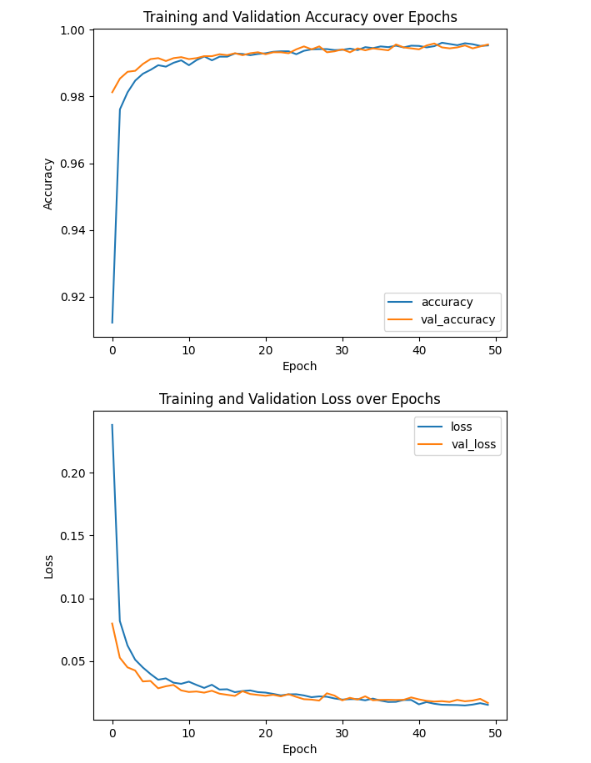 Training and Validation Accuracy over Epochs
1.00
0.98
0.96
0.94
0.92
Accuracy
accuracy
val_accuracy
0 10 20 30 40 50
Epoch
Training and Validation Loss over Epochs
loss
val_loss
0.20
0.15
0.10
0.05
Loss
0 10 20 30 40 50
Epoch